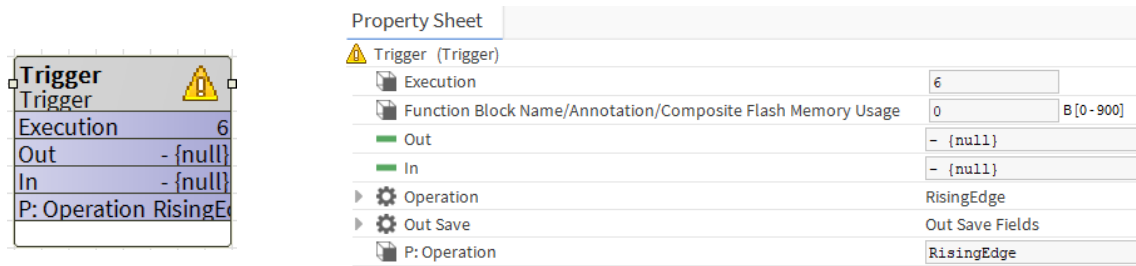 Trigger
Trigger
Execution 6
Out - {null}
In - {null}
P: Operation RisingE
Property Sheet
Trigger (Trigger)
Execution 6
Function Block Name/Annotation/Composite Flash Memory Usage 0 B[0-900]
Out - {null}
In - {null}
Operation RisingEdge
Out Save Out Save Fields
P: Operation RisingEdge